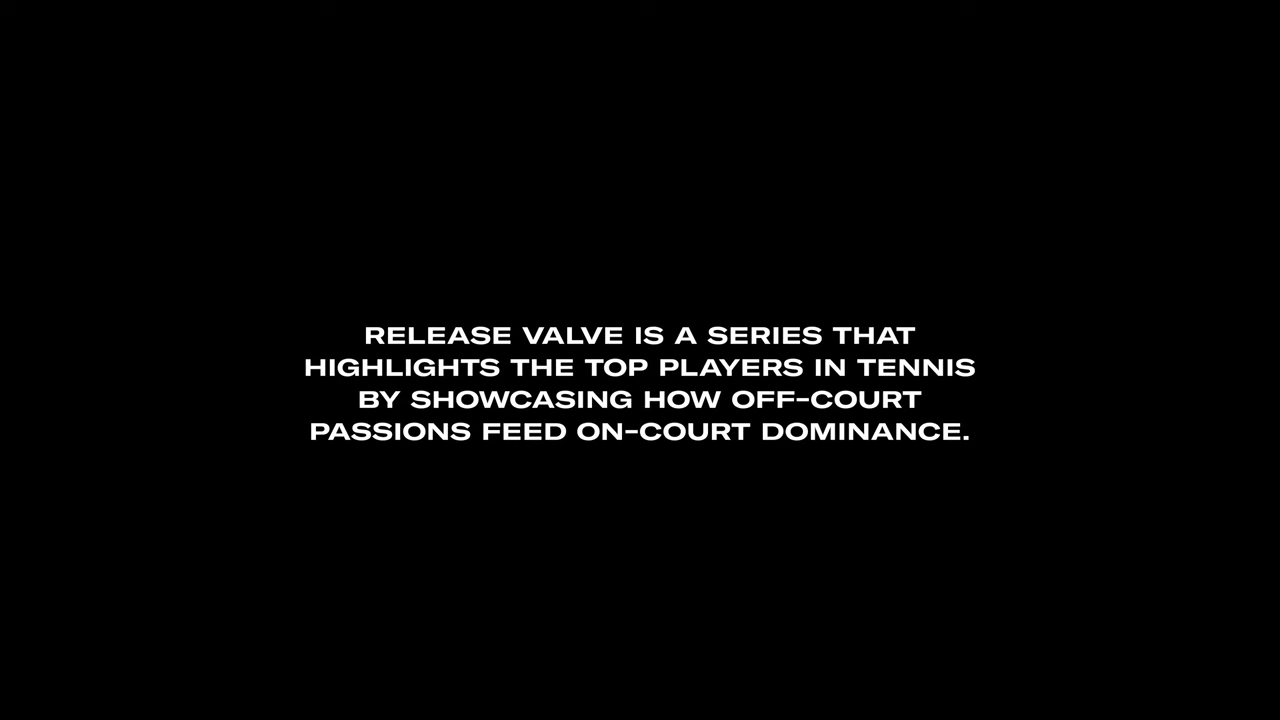 RELEASE VALVE IS A SERIES THAT
HIGHLIGHTS THE TOP PLAYERS IN TENNIS
BY SHOWCASING HOW OFF-COURT
PASSIONS FEED ON-COURT DOMINANCE.